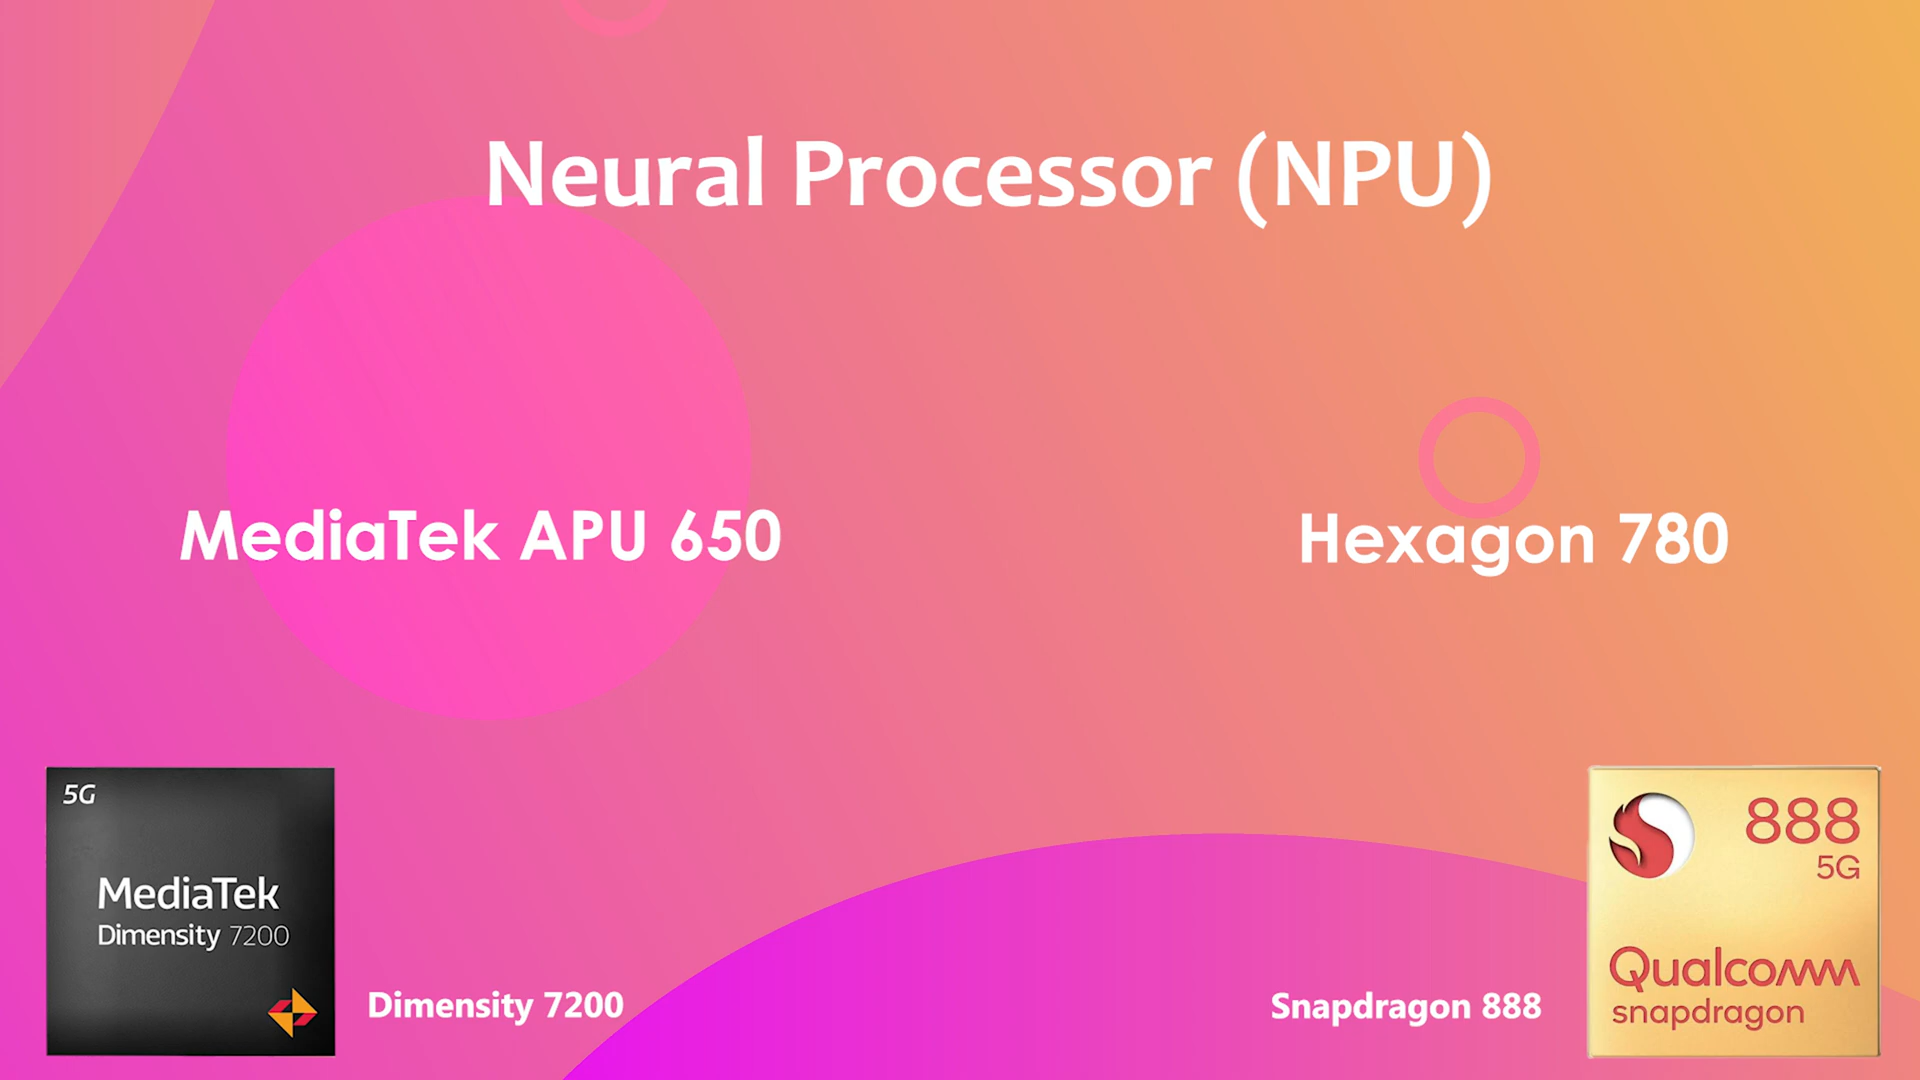 Neural Processor (NPU)
MediaTek APU 650
Hexagon 780
5G
MediaTek
Dimensity 7200
Dimensity 7200
Snapdragon 888
888
5G
Qualcomm
snapdragon